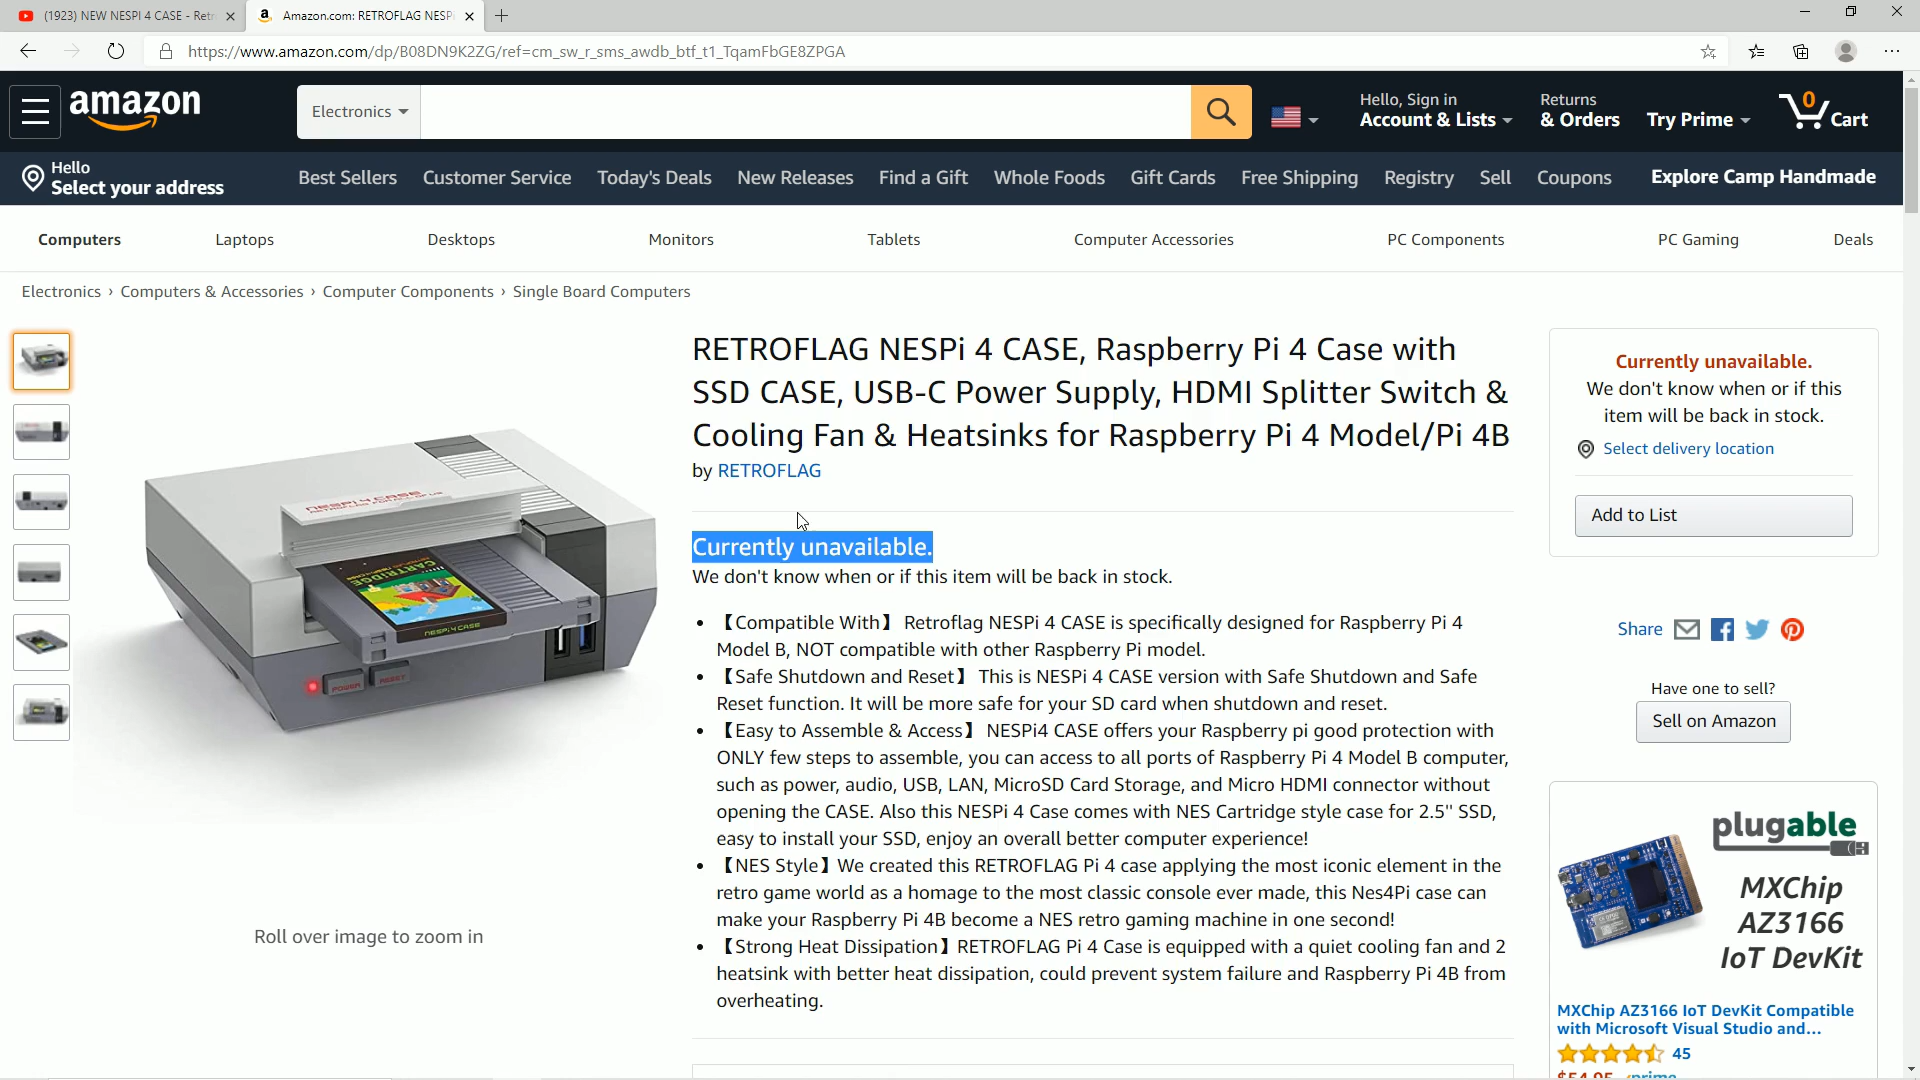 (1923) NEW NESPI 4 CASE - Retr
Amazon.com: RETROFLAG NESP
https://www.amazon.com/dp/B08DN9K2ZG/ref=cm_sw_r_sms_awdb_btf_t1_TqamFbGE8ZPGA
amazon
Electronics
Hello, Sign in
Account & Lists
Returns
& Orders
Try Prime
0
Cart
Hello
Select your address
Best Sellers
Customer Service
Today's Deals
New Releases
Find a Gift
Whole Foods
Gift Cards
Free Shipping
Registry
Sell
Coupons
Explore Camp Handmade
Computers
Laptops
Desktops
Monitors
Tablets
Computer Accessories
PC Components
PC Gaming
Deals
Electronics › Computers & Accessories › Computer Components › Single Board Computers
NESPi 4 CASE
CARTRIDGE
NESPi 4 CASE
POWER
RESET
Roll over image to zoom in
RETROFLAG NESPi 4 CASE, Raspberry Pi 4 Case with
SSD CASE, USB-C Power Supply, HDMI Splitter Switch &
Cooling Fan & Heatsinks for Raspberry Pi 4 Model/Pi 4B
by RETROFLAG
Currently unavailable.
We don't know when or if this item will be back in stock.
• 【Compatible With】 Retroflag NESPi 4 CASE is specifically designed for Raspberry Pi 4
Model B, NOT compatible with other Raspberry Pi model.
• 【Safe Shutdown and Reset】 This is NESPi 4 CASE version with Safe Shutdown and Safe
Reset function. It will be more safe for your SD card when shutdown and reset.
• 【Easy to Assemble & Access】 NESPi4 CASE offers your Raspberry pi good protection with
ONLY few steps to assemble, you can access to all ports of Raspberry Pi 4 Model B computer,
such as power, audio, USB, LAN, MicroSD Card Storage, and Micro HDMI connector without
opening the CASE. Also this NESPi 4 Case comes with NES Cartridge style case for 2.5" SSD,
easy to install your SSD, enjoy an overall better computer experience!
• 【NES Style】We created this RETROFLAG Pi 4 case applying the most iconic element in the
retro game world as a homage to the most classic console ever made, this Nes4Pi case can
make your Raspberry Pi 4B become a NES retro gaming machine in one second!
• 【Strong Heat Dissipation】RETROFLAG Pi 4 Case is equipped with a quiet cooling fan and 2
heatsink with better heat dissipation, could prevent system failure and Raspberry Pi 4B from
overheating.
Currently unavailable.
We don't know when or if this
item will be back in stock.
Select delivery location
Add to List
Share
Have one to sell?
Sell on Amazon
plugable
MXChip
AZ3166
IoT DevKit
MXChip AZ3166 IoT DevKit Compatible
with Microsoft Visual Studio and...
45
$54.95 prime